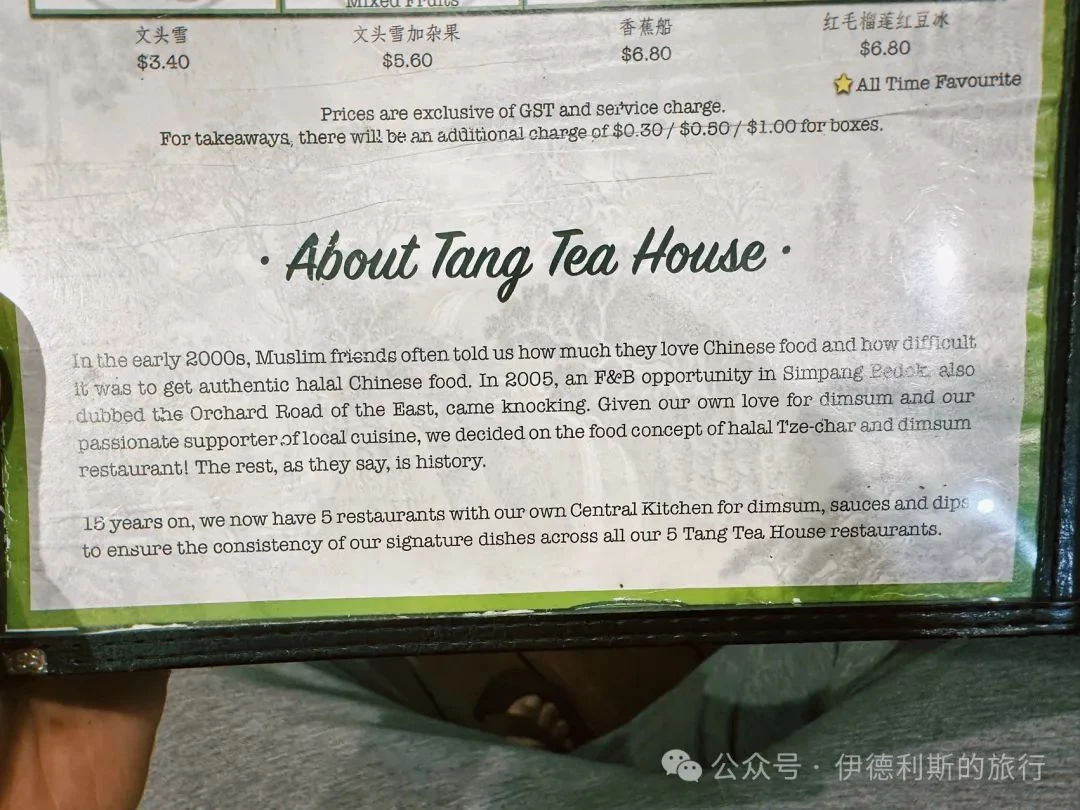 Mixed Fruits
文头雪
文头雪加杂果
香蕉船
红毛榴莲红豆冰
$3.40
$5.60
$6.80
$6.80
All Time Favourite
Prices are exclusive of GST and service charge.
For takeaways, there will be an additional charge of $0.30 / $0.50 / $1.00 for boxes.
· About Tang Tea House ·
In the early 2000s, Muslim friends often told us how much they love Chinese food and how difficult
it was to get authentic halal Chinese food. In 2005, an F&B opportunity in Simpang Bedok, also
dubbed the Orchard Road of the East, came knocking. Given our own love for dimsum and our
passionate supporter of local cuisine, we decided on the food concept of halal Tze-char and dimsum
restaurant! The rest, as they say, is history.
15 years on, we now have 5 restaurants with our own Central Kitchen for dimsum, sauces and dips
to ensure the consistency of our signature dishes across all our 5 Tang Tea House restaurants.
公众号 · 伊德利斯的旅行